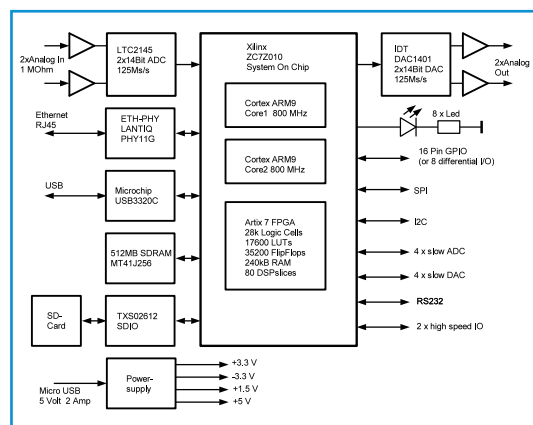 2xAnalog In
1 MOhm
LTC2145
2x14Bit ADC
125Ms/s
Xilinx
ZC7Z010
System On Chip
IDT
DAC1401
2x14Bit DAC
125Ms/s
2xAnalog
Out
Ethernet
RJ45
ETH-PHY
LANTIQ
PHY11G
Cortex ARM9
Core1 800 MHz
8 x Led
16 Pin GPIO
(or 8 differential I/O)
USB
Microchip
USB3320C
Cortex ARM9
Core2 800 MHz
SPI
I2C
512MB SDRAM
MT41J256
Artix 7 FPGA
28k Logic Cells
17600 LUTs
35200 FlipFlops
240kB RAM
80 DSPslices
4 x slow ADC
4 x slow DAC
SD-
Card
TXS02612
SDIO
RS232
2 x high speed IO
Micro USB
5 Volt 2 Amp
Power-
supply
+3.3 V
-3.3 V
+1.5 V
+5 V